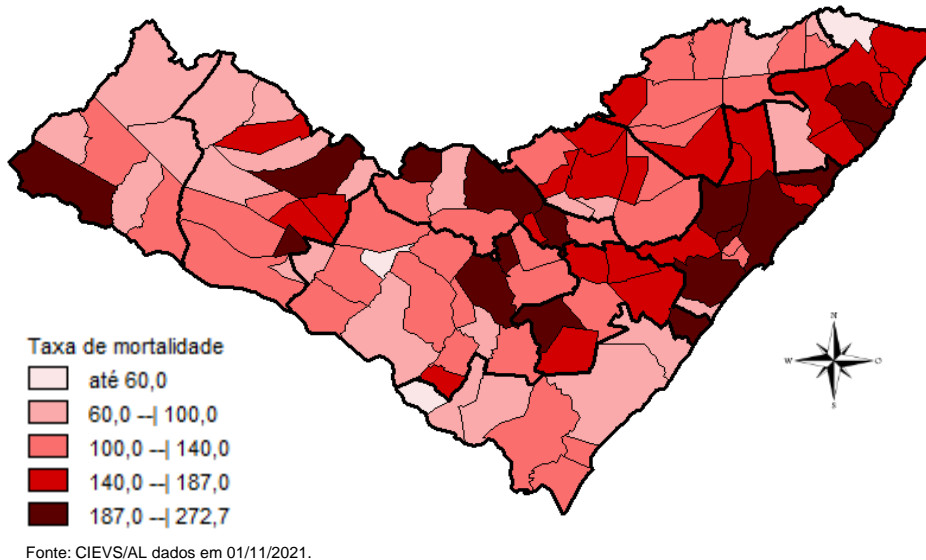 Taxa de mortalidade
até 60,0
60,0 --| 100,0
100,0 --| 140,0
140,0 --| 187,0
187,0 --| 272,7
N
W
O
S
Fonte: CIEVS/AL dados em 01/11/2021.